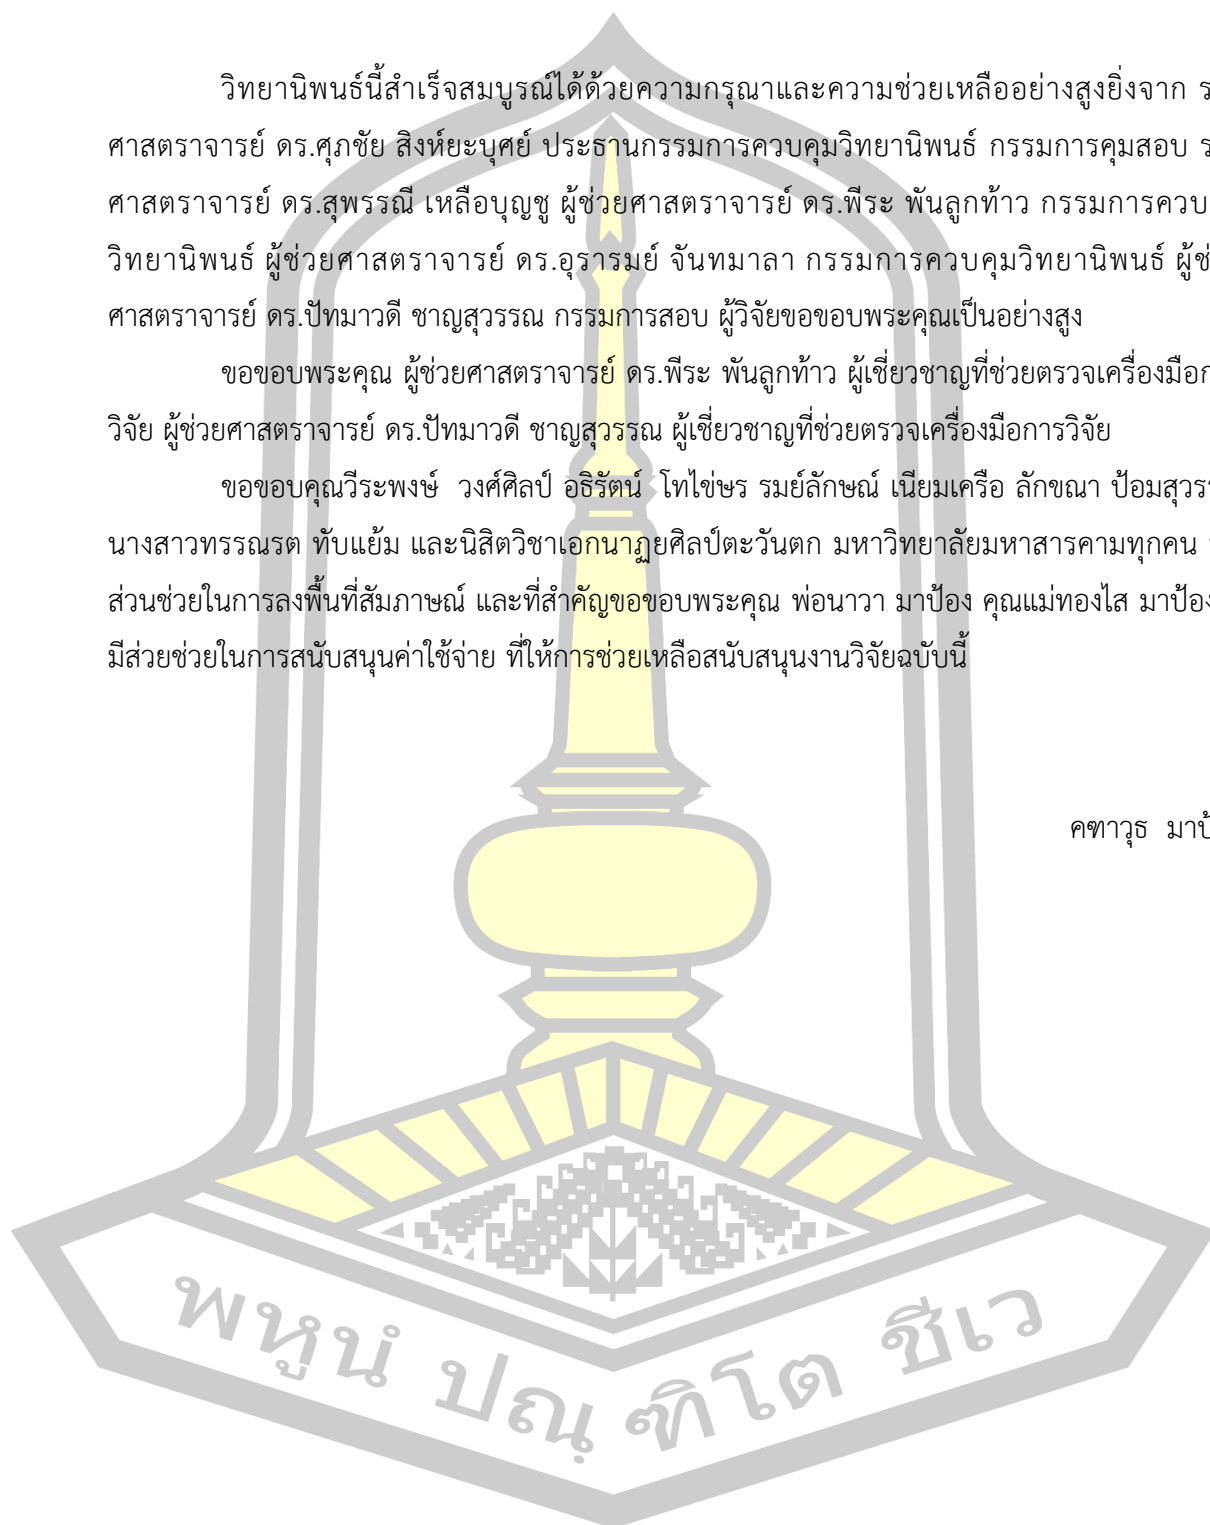 วิทยานิพนธ์นี้สำเร็จสมบูรณ์ได้ด้วยความกรุณาและความช่วยเหลืออย่างสูงยิ่งจาก
ศาสตราจารย์ ดร.ศุภชัย สิงห์ยะบุศย์ ประธานกรรมการควบคุมวิทยานิพนธ์ กรรมการคุมสอบ
ศาสตราจารย์ ดร.สุพรรณี เหลือบุญชู ผู้ช่วยศาสตราจารย์ ดร.พีระ พันลูกท้าว กรรมการควบ
วิทยานิพนธ์ ผู้ช่วยศาสตราจารย์ ดร.อุรารมย์ จันทมาลา กรรมการควบคุมวิทยานิพนธ์ ผู้ช่
ศาสตราจารย์ ดร.ปัทมาวดี ชาญสุวรรณ กรรมการสอบ ผู้วิจัยขอขอบพระคุณเป็นอย่างสูง
ขอขอบพระคุณ ผู้ช่วยศาสตราจารย์ ดร.พีระ พันลูกท้าว ผู้เชี่ยวชาญที่ช่วยตรวจเครื่องมือก
วิจัย ผู้ช่วยศาสตราจารย์ ดร.ปัทมาวดี ชาญสุวรรณ ผู้เชี่ยวชาญที่ช่วยตรวจเครื่องมือการวิจัย
ขอขอบคุณวีระพงษ์ วงศ์ศิลป์ อธิรัตน์ โทไข่ษร รมย์ลักษณ์ เนียมเครือ ลักขณา ป้อมสุวร
นางสาวทรรณรต ทับแย้ม และนิสิตวิชาเอกนาฏยศิลป์ตะวันตก มหาวิทยาลัยมหาสารคามทุกคน
ส่วนช่วยในการลงพื้นที่สัมภาษณ์ และที่สำคัญขอขอบพระคุณ พ่อนาวา มาป้อง คุณแม่ทองไส มาป้อง
มีส่วยช่วยในการสนับสนุนค่าใช้จ่าย ที่ให้การช่วยเหลือสนับสนุนงานวิจัยฉบับนี้
คฑาวุธ มาป้
พหูนํ ปณฺฑิโต ชีเว